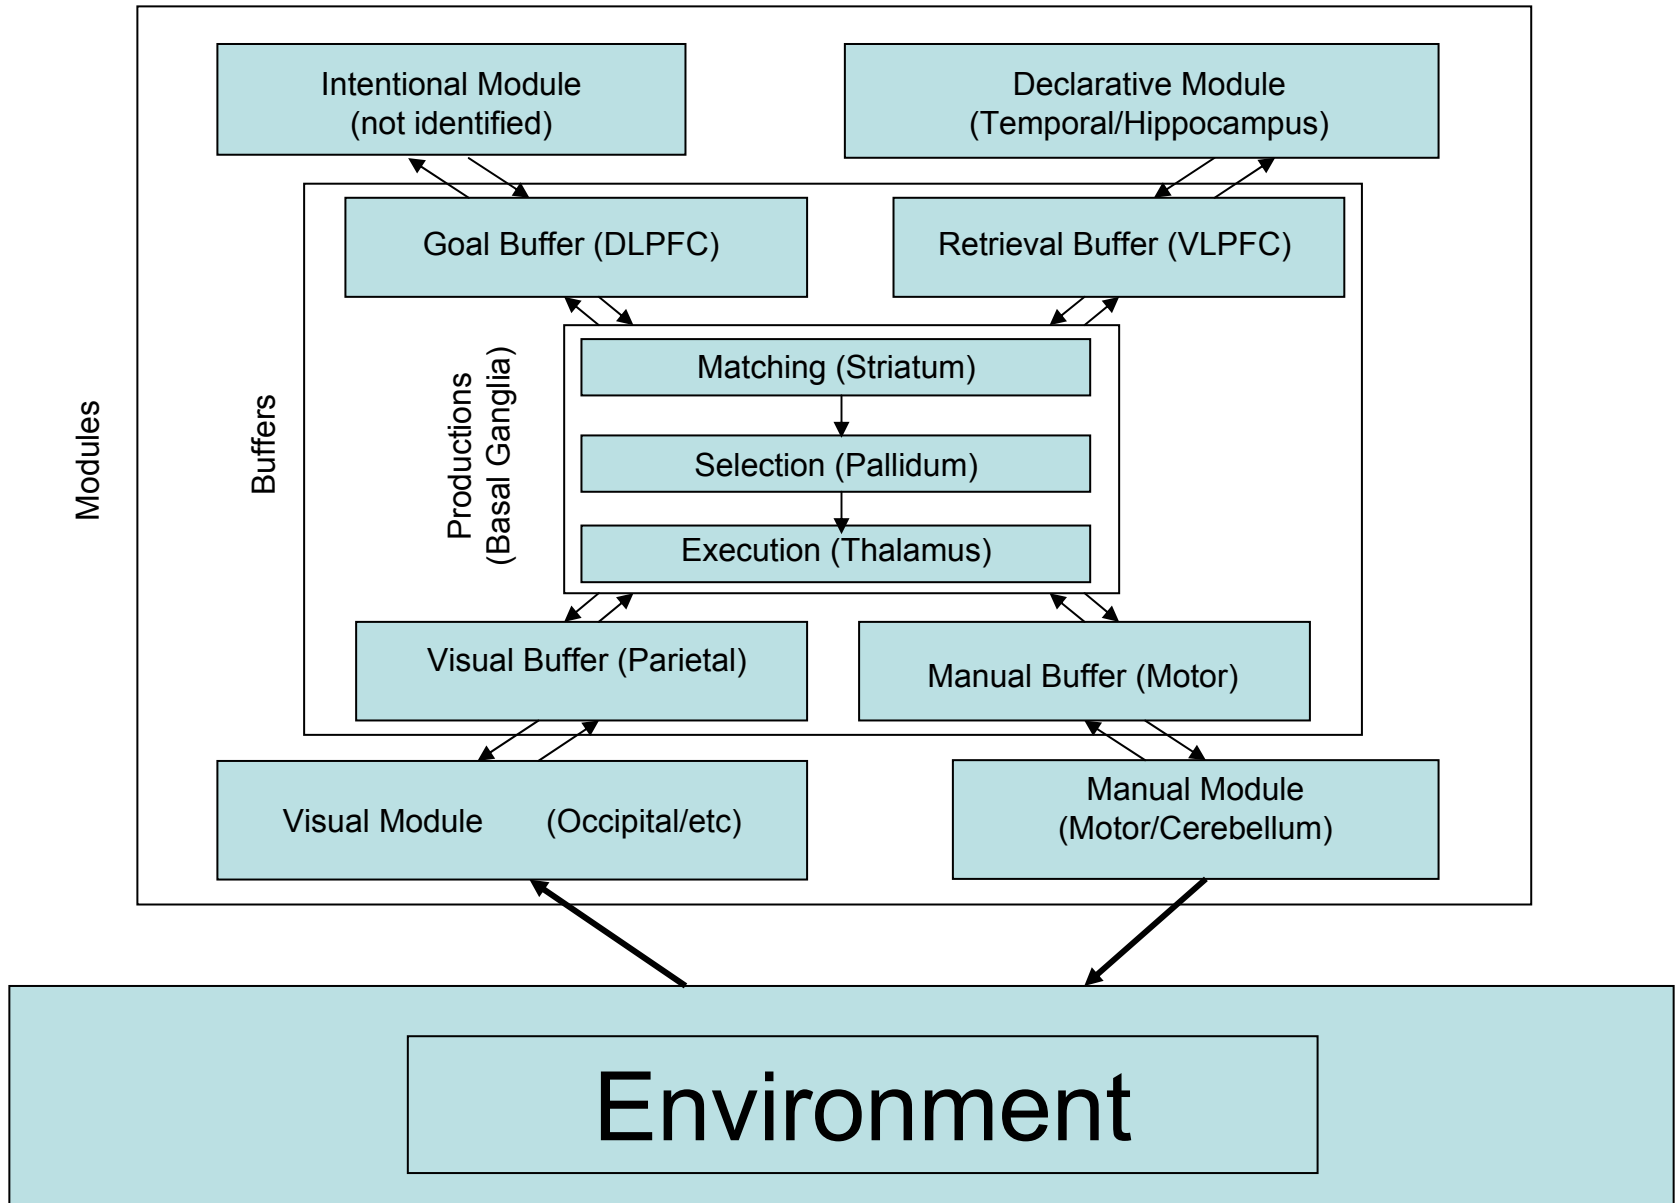 Intentional Module
(not identified)
Declarative Module
(Temporal/Hippocampus)
Goal Buffer (DLPFC)
Retrieval Buffer (VLPFC)
Modules
Buffers
Productions
(Basal Ganglia)
Matching (Striatum)
Selection (Pallidum)
Execution (Thalamus)
Visual Buffer (Parietal)
Manual Buffer (Motor)
Visual Module (Occipital/etc)
Manual Module
(Motor/Cerebellum)
Environment